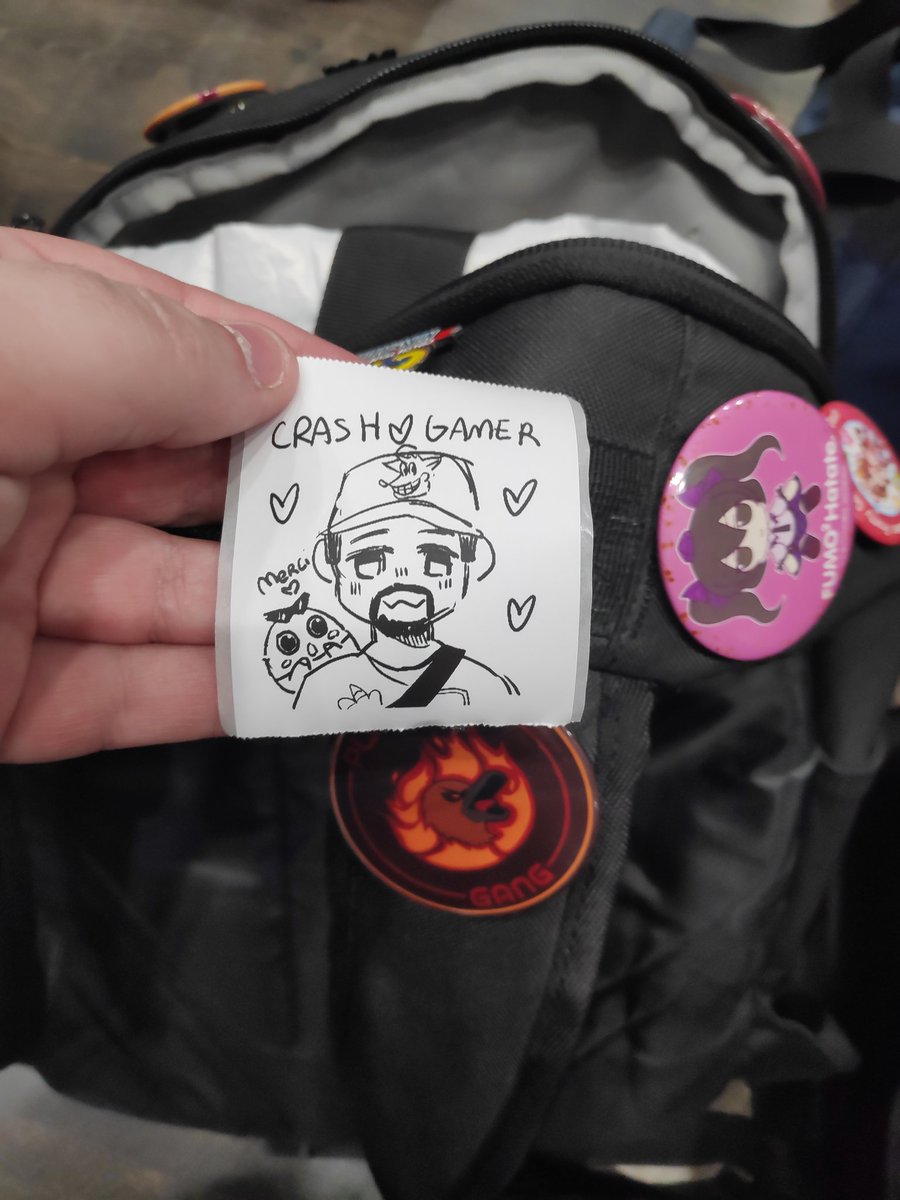 CRASH♡GAMER
MERCi
FUMO Hatate.
GANG